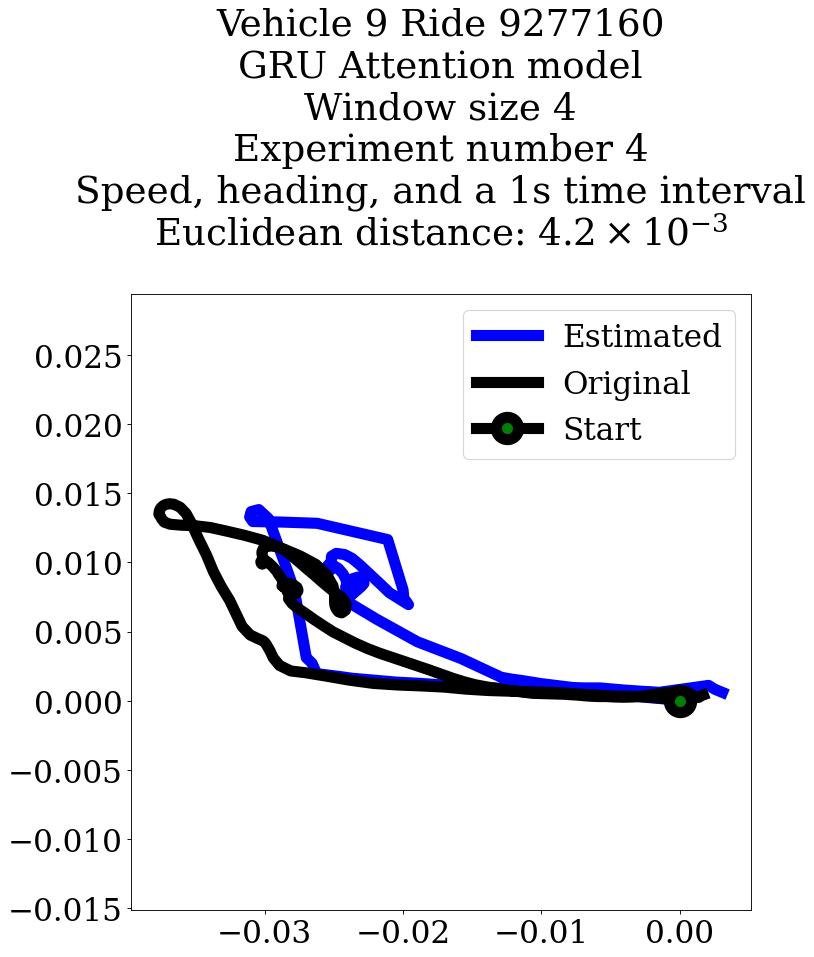 Vehicle 9 Ride 9277160
GRU Attention model
Window size 4
Experiment number 4
Speed, heading, and a 1s time interval
Euclidean distance: 4.2 × 10⁻³
Estimated
Original
Start
0.025
0.020
0.015
0.010
0.005
0.000
−0.005
−0.010
−0.015
−0.03 −0.02 −0.01 0.00